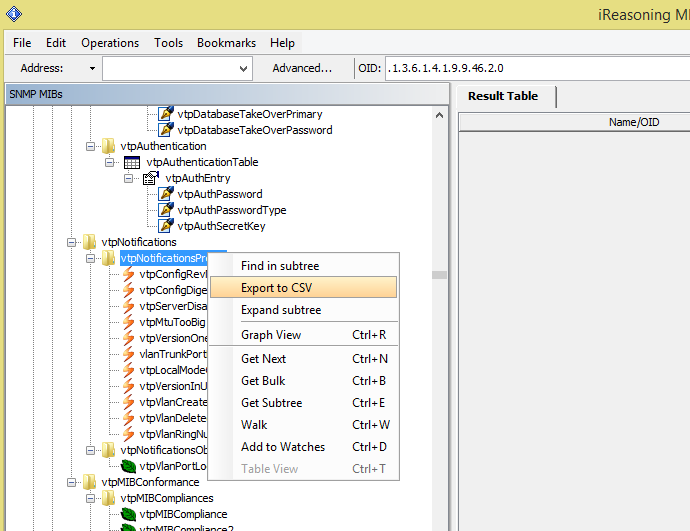 iReasoning MI
File Edit Operations Tools Bookmarks Help
Address: Advanced... OID: .1.3.6.1.4.1.9.9.46.2.0
SNMP MIBs
Result Table
Name/OID
vtpDatabaseTakeOverPrimary
vtpDatabaseTakeOverPassword
vtpAuthentication
vtpAuthenticationTable
vtpAuthEntry
vtpAuthPassword
vtpAuthPasswordType
vtpAuthSecretKey
vtpNotifications
vtpNotificationsPre
vtpConfigRevN
vtpConfigDige
vtpServerDisa
vtpMtuTooBig
vtpVersionOne
vlanTrunkPort
vtpLocalMode
vtpVersionInU
vtpVlanCreate
vtpVlanDelete
vtpVlanRingNu
vtpNotificationsOb
vtpVlanPortLo
vtpMIBConformance
vtpMIBCompliances
vtpMIBCompliance
vtpMIBCompliance2
Find in subtree
Export to CSV
Expand subtree
Graph View Ctrl+R
Get Next Ctrl+N
Get Bulk Ctrl+B
Get Subtree Ctrl+E
Walk Ctrl+W
Add to Watches Ctrl+D
Table View Ctrl+T